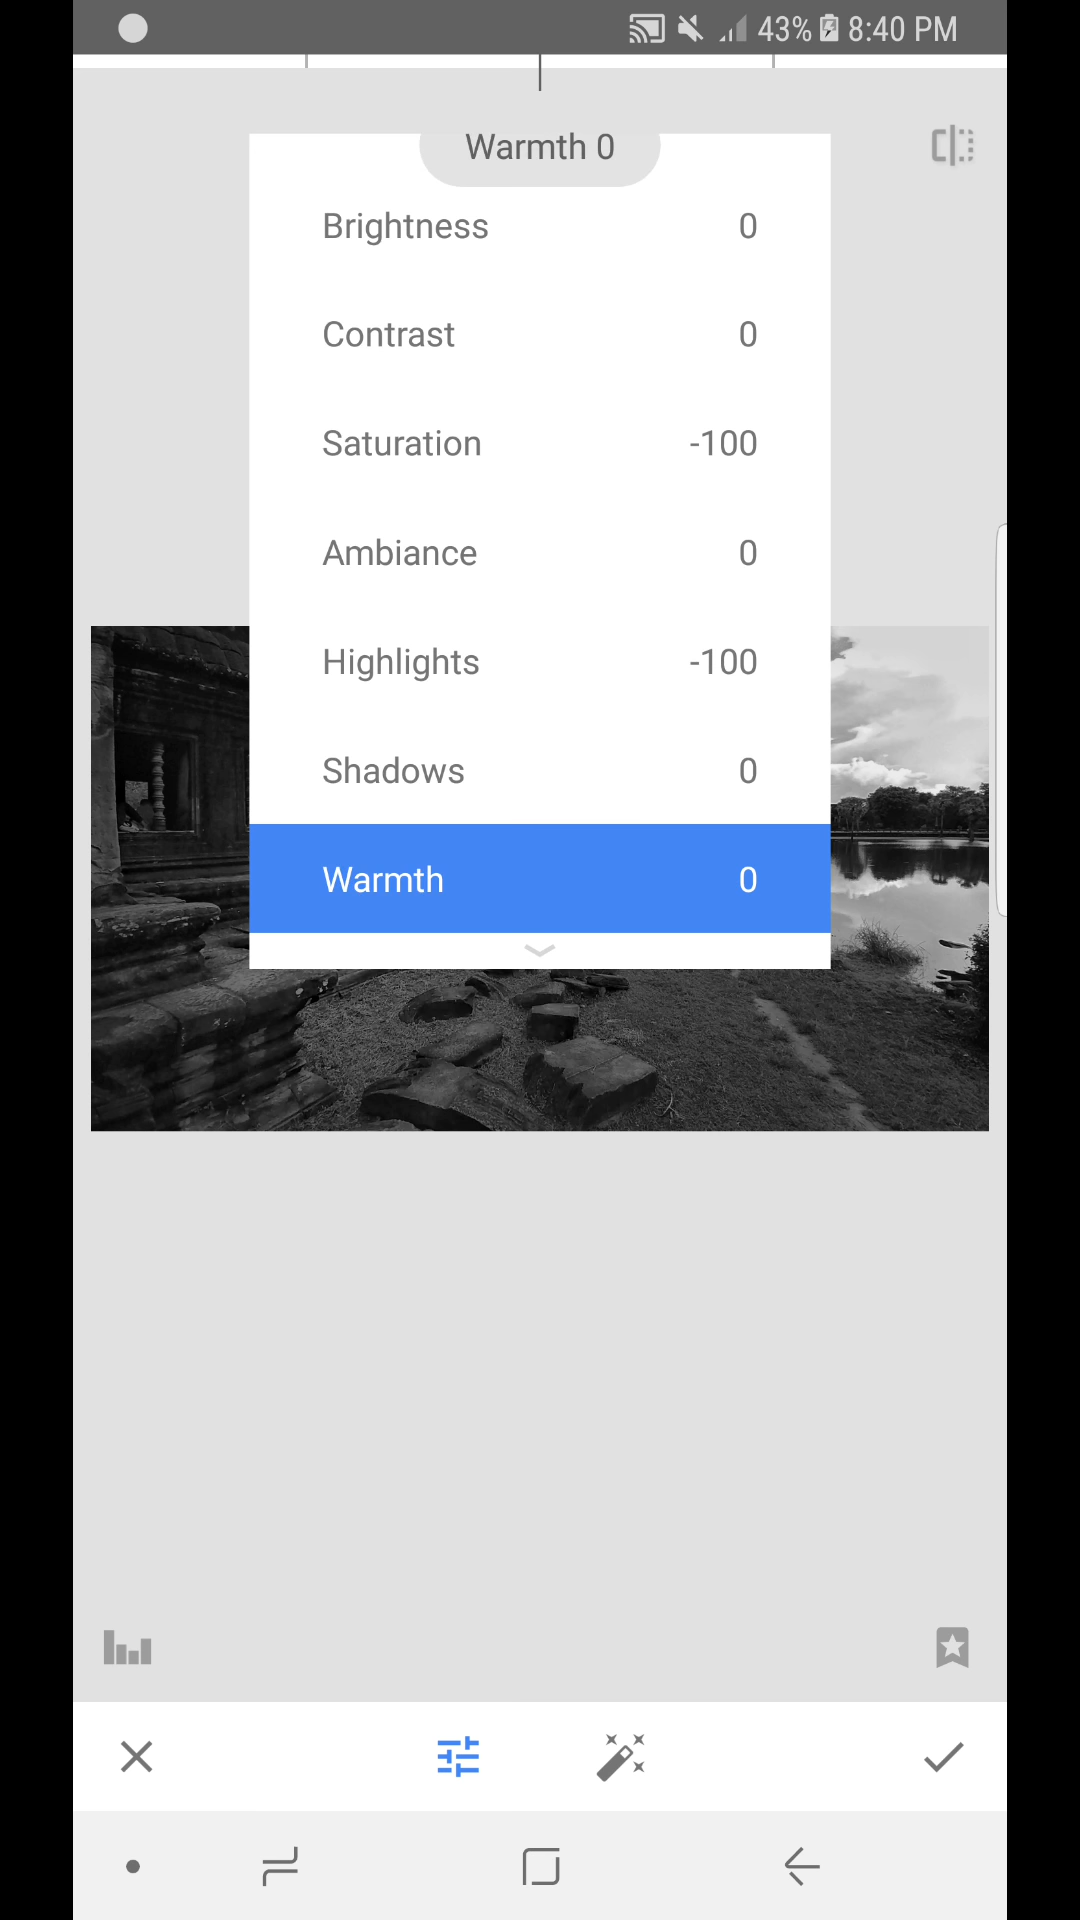 43% 8:40 PM
Warmth 0
Brightness 0
Contrast 0
Saturation -100
Ambiance 0
Highlights -100
Shadows 0
Warmth 0